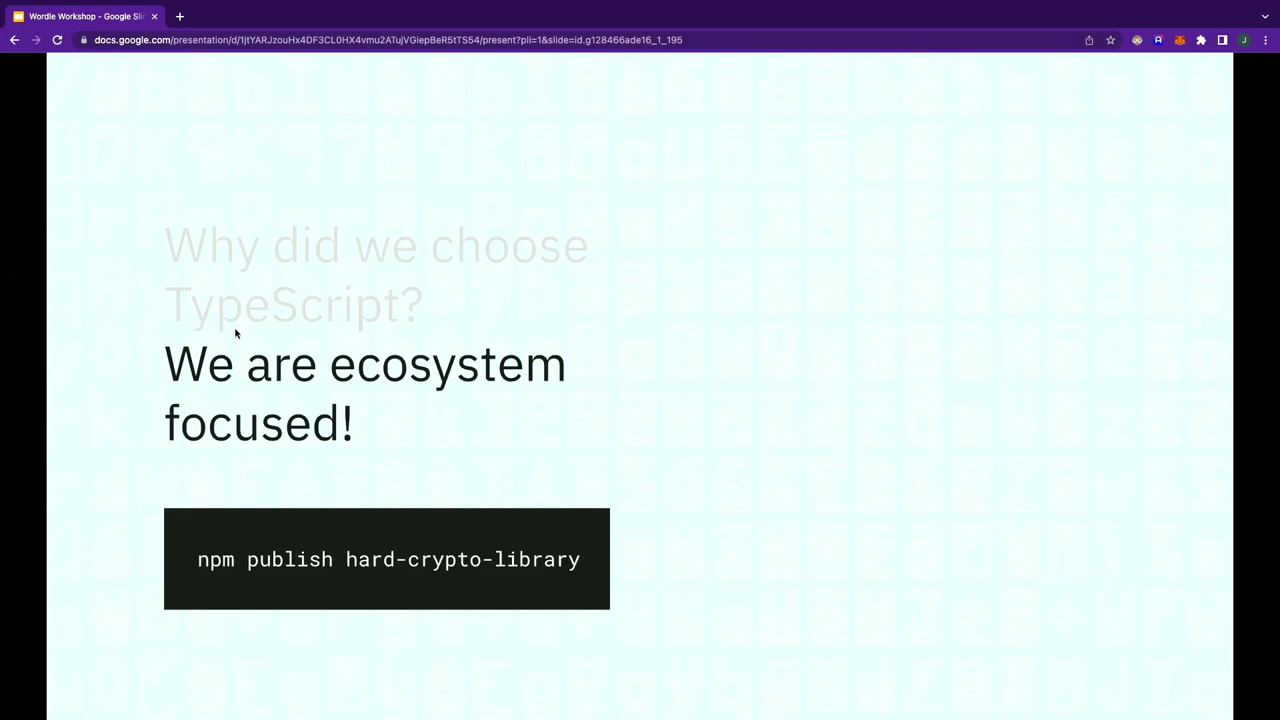 Wordle Workshop - Google Sli
docs.google.com/presentation/d/1jtYARJzouHx4DF3CL0HX4vmu2ATujVGiepBeR5tTS54/present?pli=1&slide=id.g128466ade16_1_195
J
Why did we choose
TypeScript?
We are ecosystem
focused!
npm publish hard-crypto-library